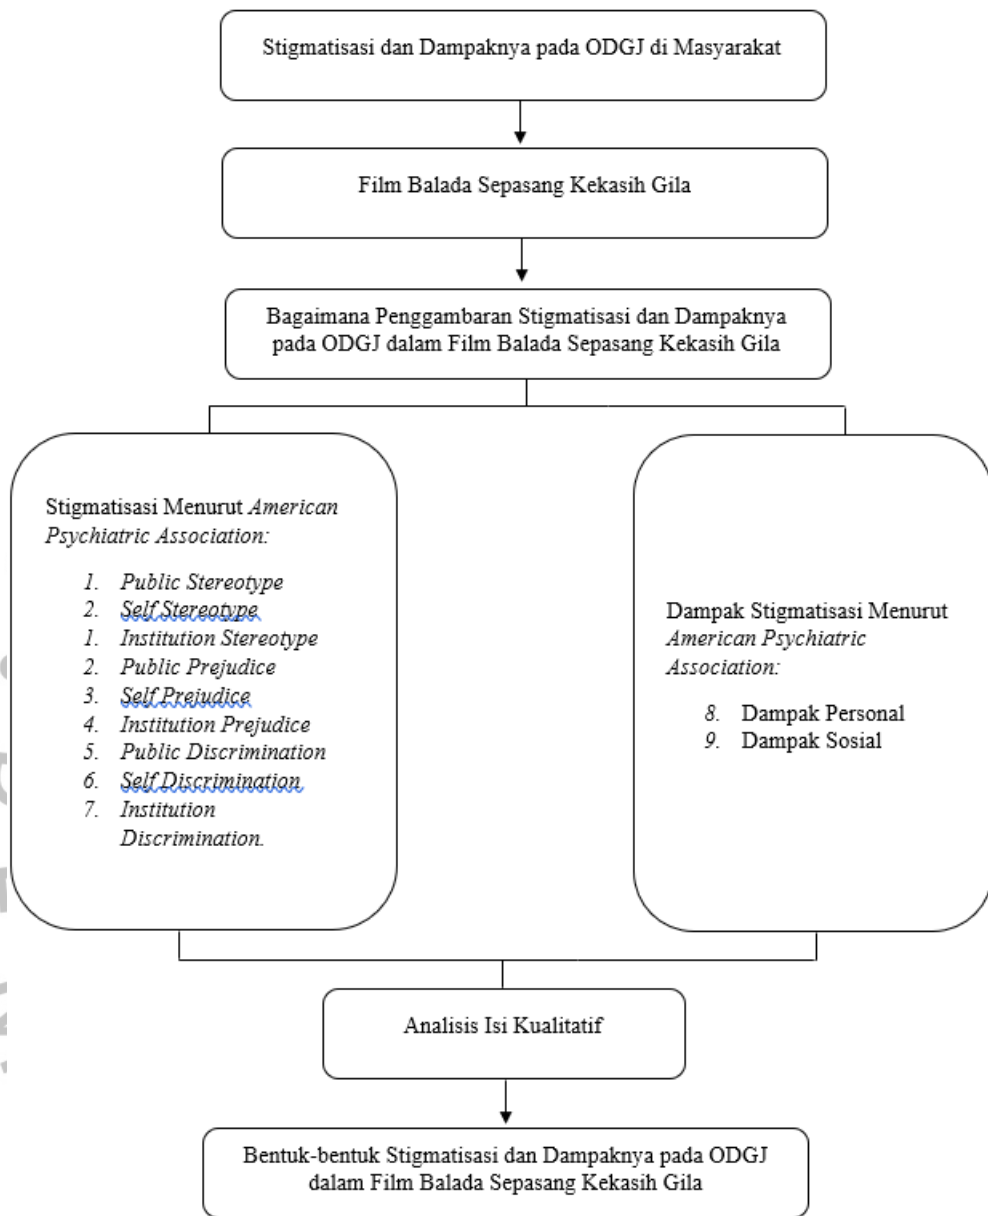 Stigmatisasi dan Dampaknya pada ODGJ di Masyarakat
Film Balada Sepasang Kekasih Gila
Bagaimana Penggambaran Stigmatisasi dan Dampaknya
pada ODGJ dalam Film Balada Sepasang Kekasih Gila
Stigmatisasi Menurut American
Psychiatric Association:
1. Public Stereotype
2. Self Stereotype
1. Institution Stereotype
2. Public Prejudice
3. Self Prejudice
4. Institution Prejudice
5. Public Discrimination
6. Self Discrimination
7. Institution
Discrimination.
Dampak Stigmatisasi Menurut
American Psychiatric
Association:
8. Dampak Personal
9. Dampak Sosial
Analisis Isi Kualitatif
Bentuk-bentuk Stigmatisasi dan Dampaknya pada ODGJ
dalam Film Balada Sepasang Kekasih Gila